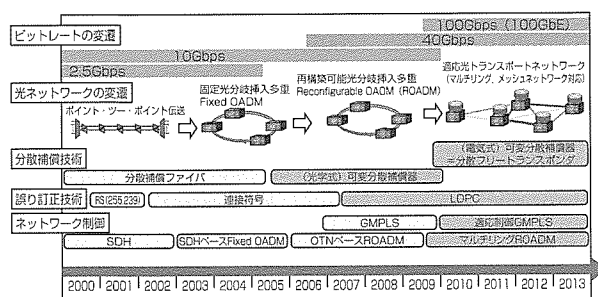 ビットレートの変遷
100Gbps（100GbE）
40Gbps
10Gbps
2.5Gbps
光ネットワークの変遷
ポイント・ツー・ポイント伝送
固定光分岐挿入多重
Fixed OADM
再構築可能光分岐挿入多重
Reconfigurable OADM（ROADM）
適応光トランスポートネットワーク
（マルチリング、メッシュネットワーク対応）
分散補償技術
分散補償ファイバ
（光学式）可変分散補償器
（電気式）可変分散補償器
＝分散フリートランスポンダ
誤り訂正技術
RS(255,239)
連接符号
LDPC
ネットワーク制御
GMPLS
適応制御GMPLS
SDH
SDHベースFixed OADM
OTNベースROADM
マルチリングROADM
2000 2001 2002 2003 2004 2005 2006 2007 2008 2009 2010 2011 2012 2013